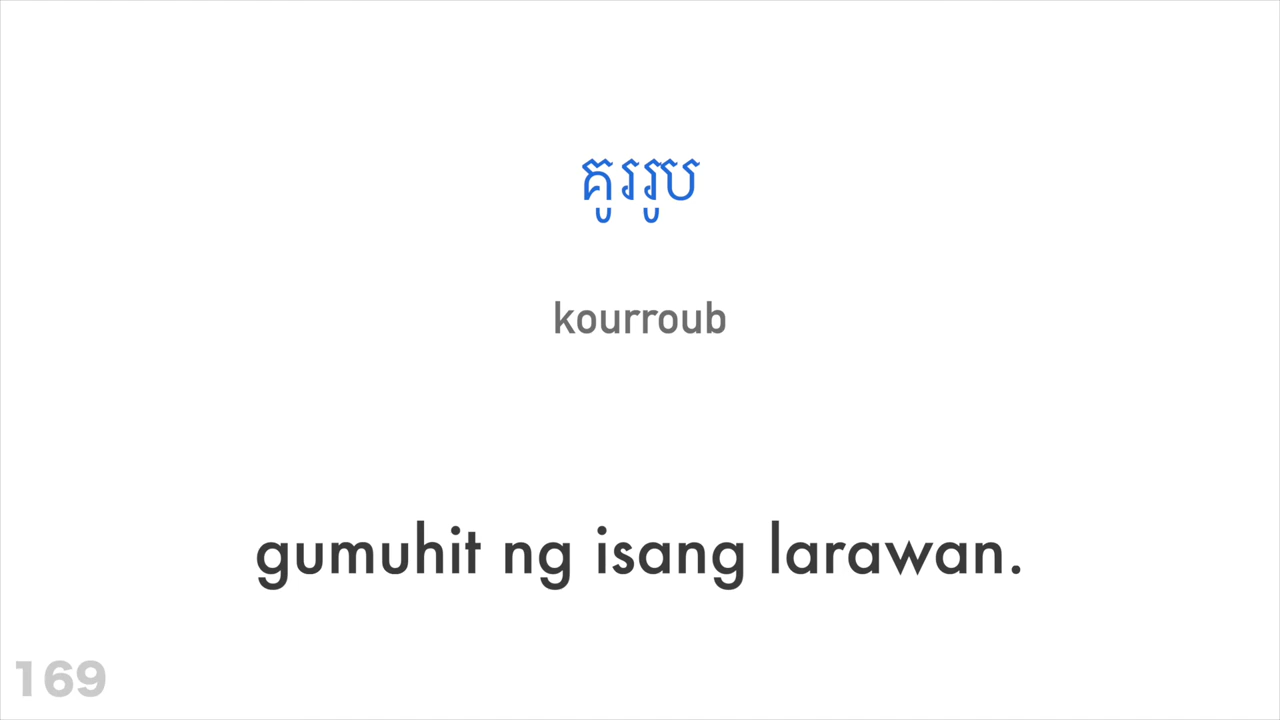 គូររូប
kourroub
gumuhit ng isang larawan.
169